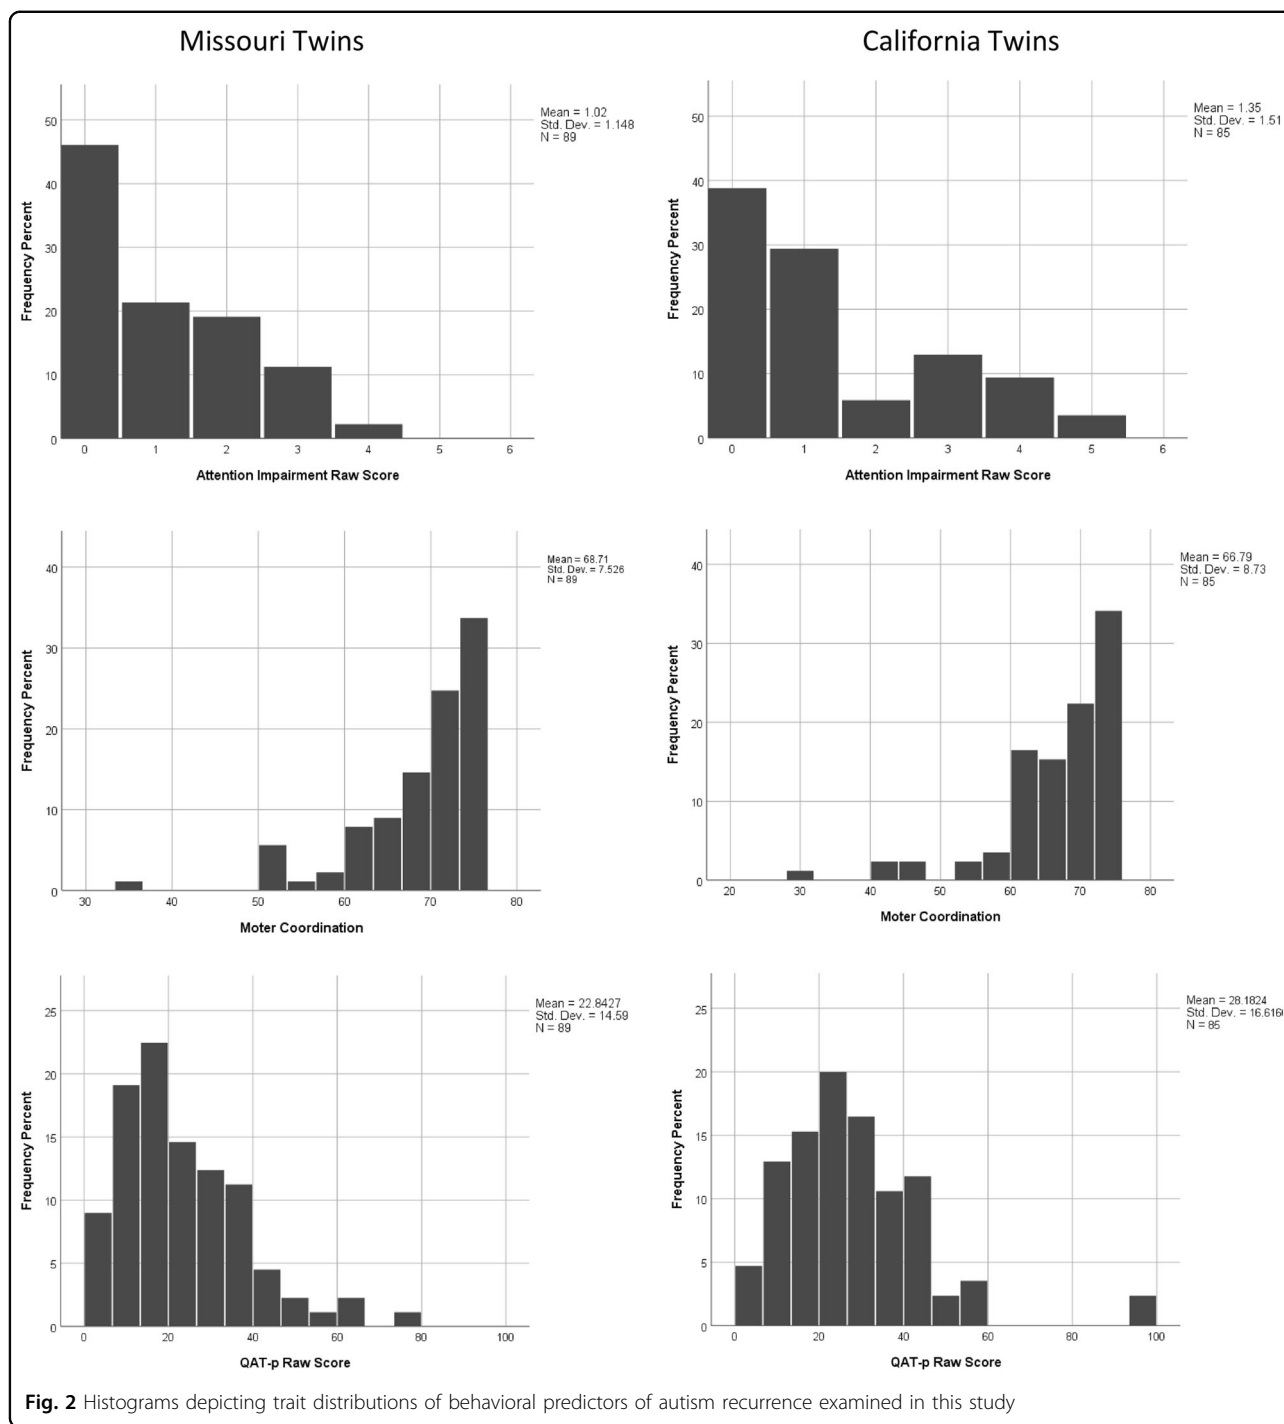 Missouri Twins
California Twins
Mean = 1.02
Std. Dev. = 1.148
N = 89
Frequency Percent
50
40
30
20
10
0
0 1 2 3 4 5 6
Attention Impairment Raw Score
Mean = 1.35
Std. Dev. = 1.51
N = 85
Frequency Percent
50
40
30
20
10
0
0 1 2 3 4 5 6
Attention Impairment Raw Score
Mean = 68.71
Std. Dev. = 7.526
N = 89
Frequency Percent
40
30
20
10
0
30 40 50 60 70 80
Moter Coordination
Mean = 66.79
Std. Dev. = 8.73
N = 85
Frequency Percent
40
30
20
10
0
20 30 40 50 60 70 80
Moter Coordination
Mean = 22.8427
Std. Dev. = 14.59
N = 89
Frequency Percent
25
20
15
10
5
0
0 20 40 60 80 100
QAT-p Raw Score
Mean = 28.1824
Std. Dev. = 16.616
N = 85
Frequency Percent
25
20
15
10
5
0
0 20 40 60 80 100
QAT-p Raw Score
Fig. 2 Histograms depicting trait distributions of behavioral predictors of autism recurrence examined in this study